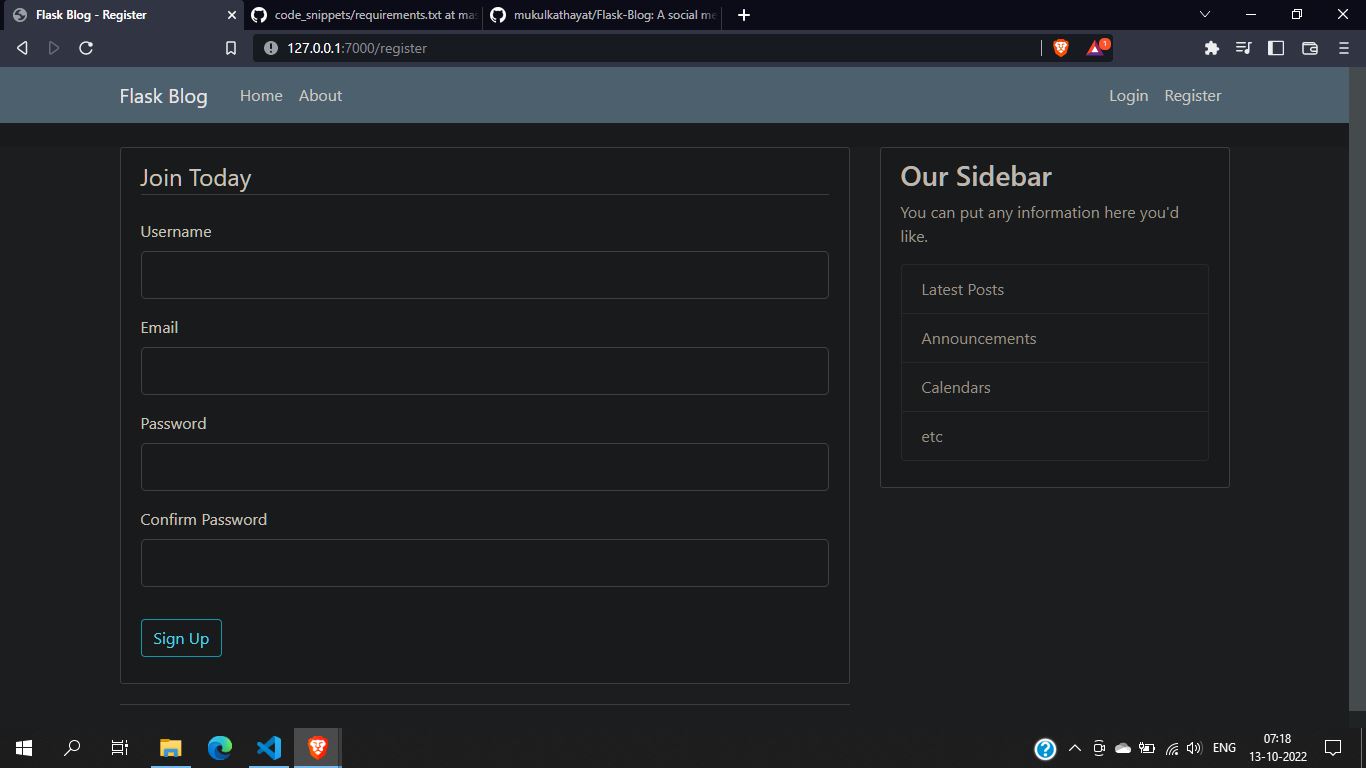 Flask Blog - Register
code_snippets/requirements.txt at mas
mukulkathayat/Flask-Blog: A social me
127.0.0.1:7000/register
1
Flask Blog
Home
About
Login
Register
Join Today
Username
Email
Password
Confirm Password
Sign Up
Our Sidebar
You can put any information here you'd
like.
Latest Posts
Announcements
Calendars
etc
ENG
07:18
13-10-2022